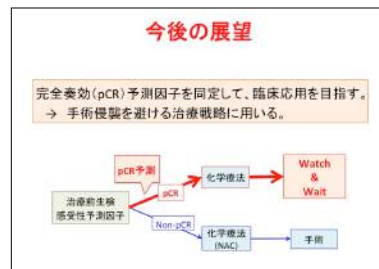 今後の展望
完全奏効(pCR)予測因子を同定して、臨床応用を目指す。
→ 手術侵襲を避ける治療戦略に用いる。
pCR予測
pCR
化学療法
Watch
&
Wait
治療前生検
感受性予測因子
Non-pCR
化学療法
(NAC)
手術